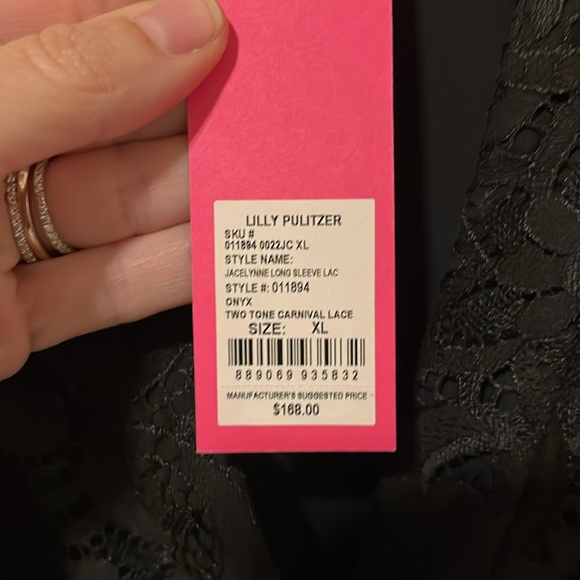 LILLY PULITZER
SKU #
011894 0022JC XL
STYLE NAME:
JACELYNNE LONG SLEEVE LAC
STYLE #: 011894
ONYX
TWO TONE CARNIVAL LACE
SIZE: XL
889069 935832
MANUFACTURER'S SUGGESTED PRICE
$168.00